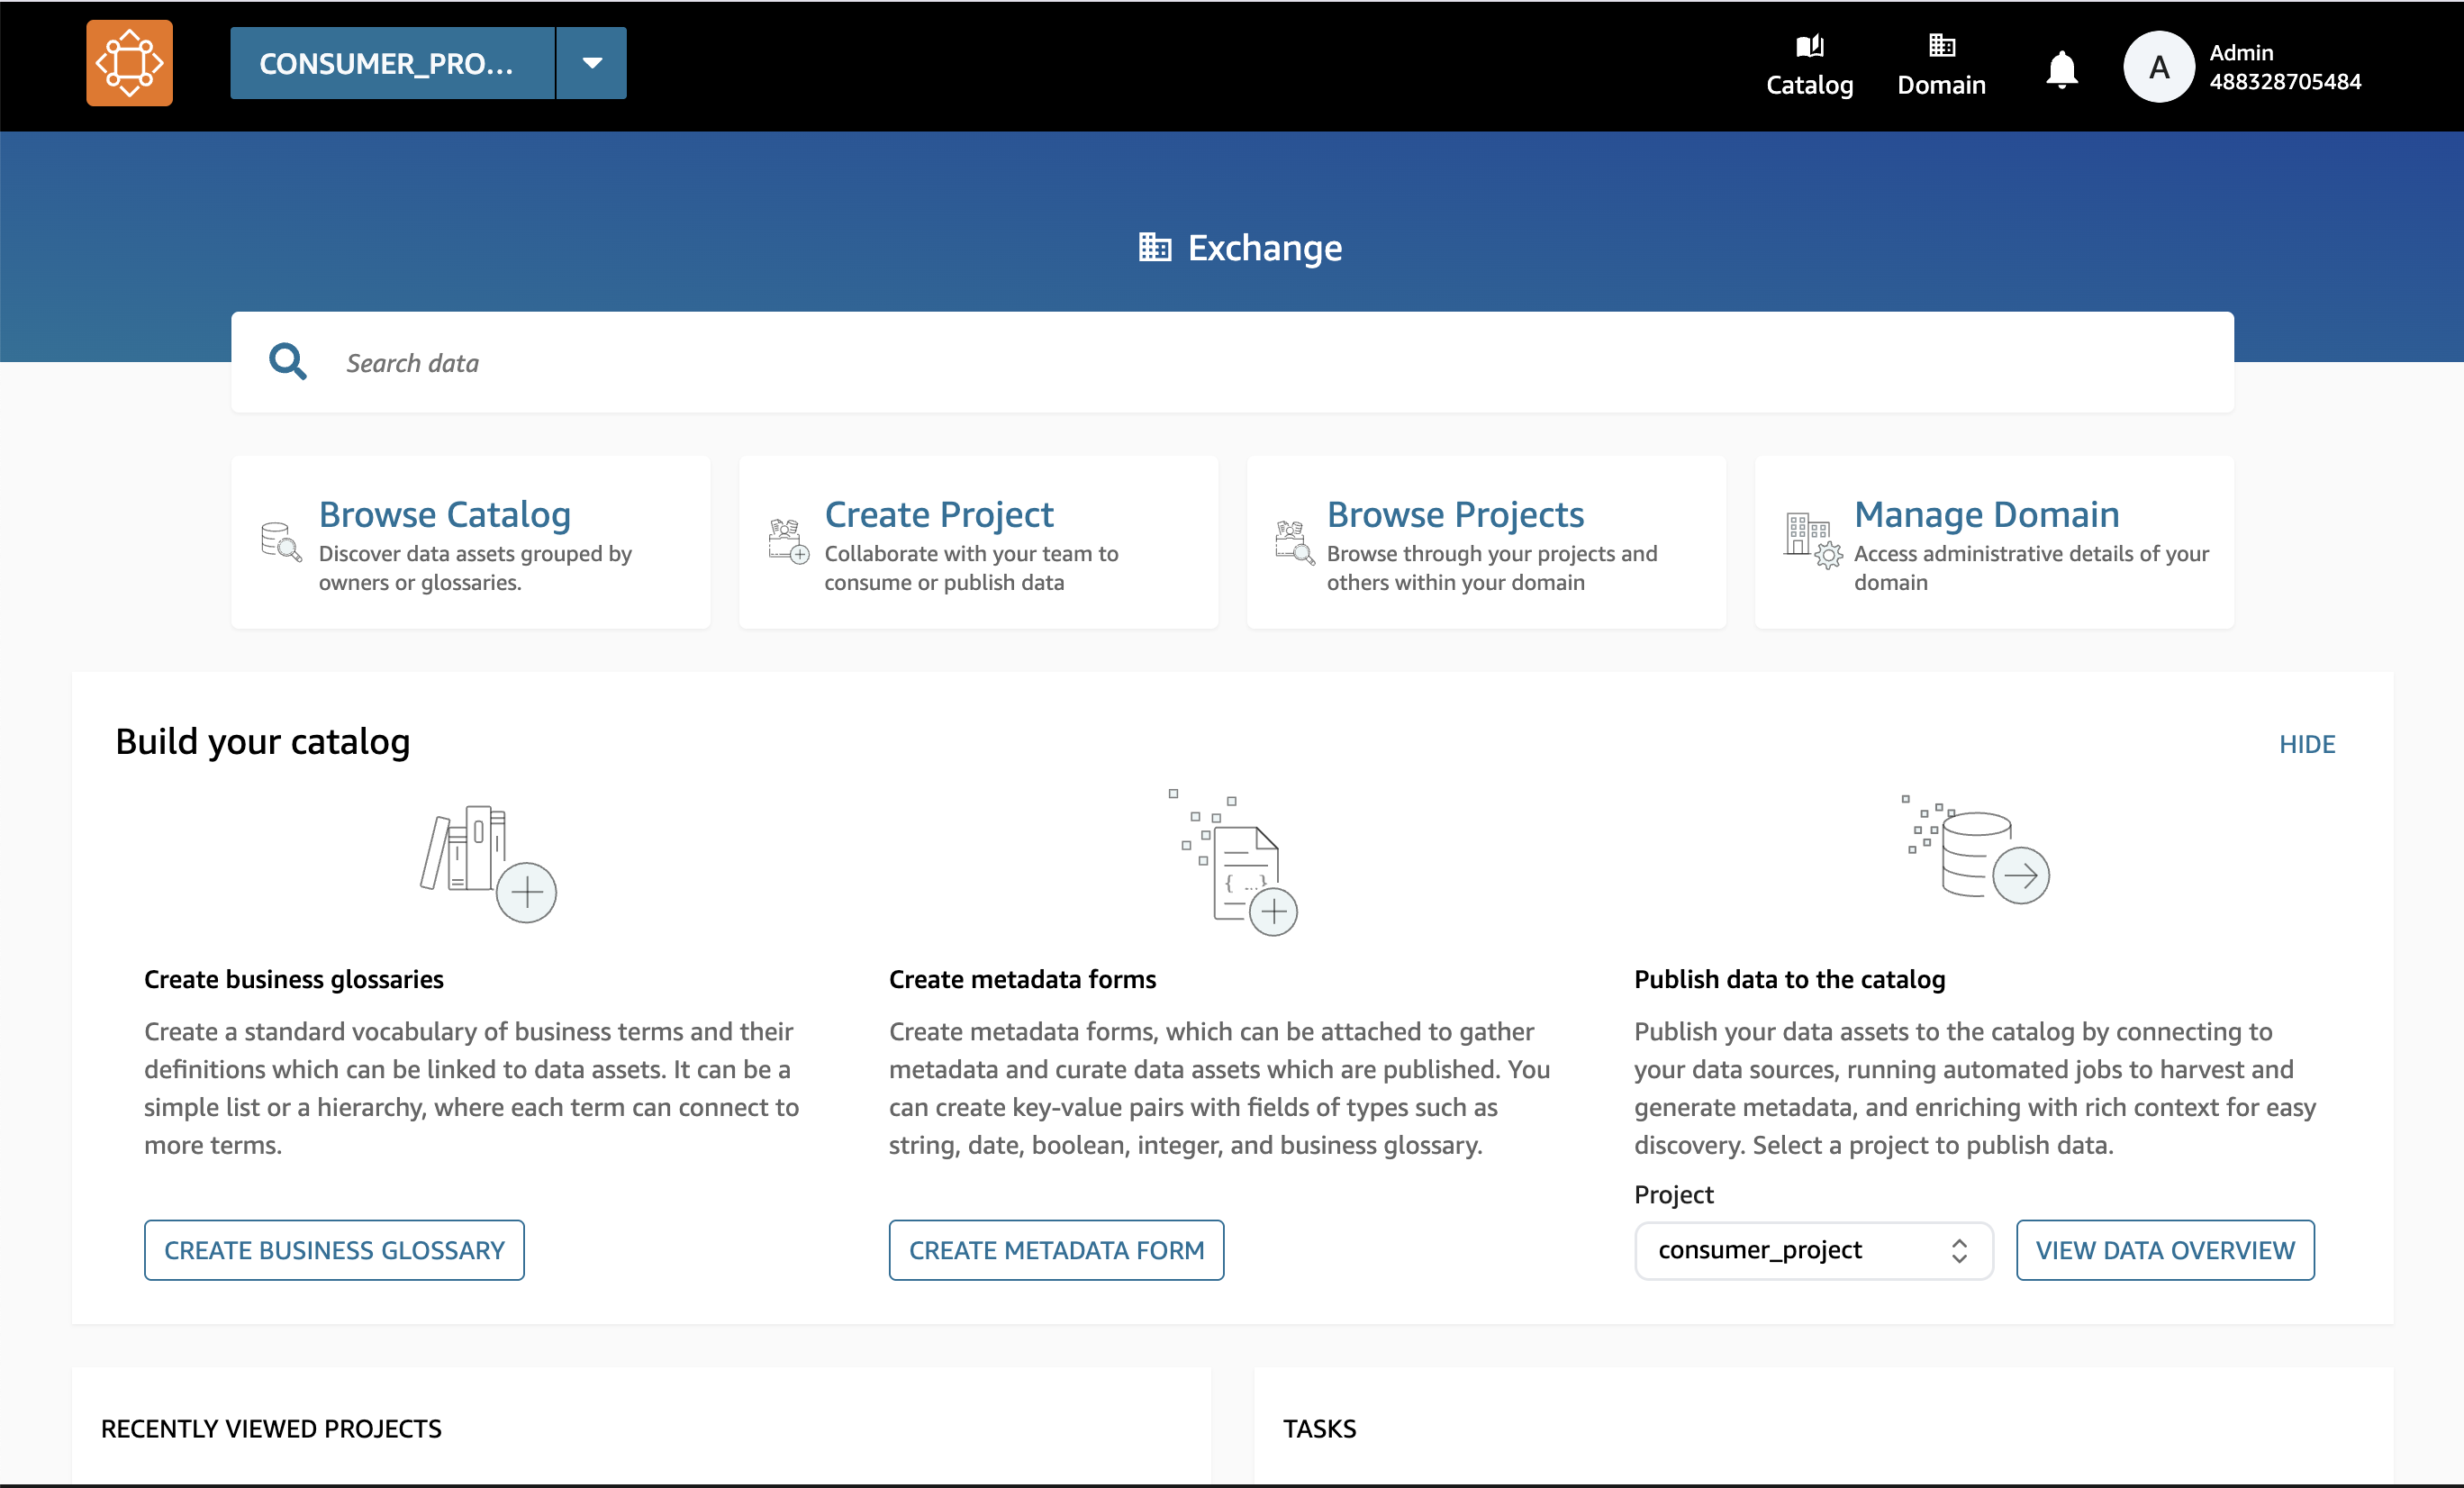 CONSUMER_PRO...
Catalog
Domain
A
Admin
488328705484
Exchange
Search data
Browse Catalog
Discover data assets grouped by
owners or glossaries.
Create Project
Collaborate with your team to
consume or publish data
Browse Projects
Browse through your projects and
others within your domain
Manage Domain
Access administrative details of your
domain
Build your catalog
HIDE
{ ...}
Create business glossaries
Create a standard vocabulary of business terms and their
definitions which can be linked to data assets. It can be a
simple list or a hierarchy, where each term can connect to
more terms.
CREATE BUSINESS GLOSSARY
Create metadata forms
Create metadata forms, which can be attached to gather
metadata and curate data assets which are published. You
can create key-value pairs with fields of types such as
string, date, boolean, integer, and business glossary.
CREATE METADATA FORM
Publish data to the catalog
Publish your data assets to the catalog by connecting to
your data sources, running automated jobs to harvest and
generate metadata, and enriching with rich context for easy
discovery. Select a project to publish data.
Project
consumer_project
VIEW DATA OVERVIEW
RECENTLY VIEWED PROJECTS
TASKS